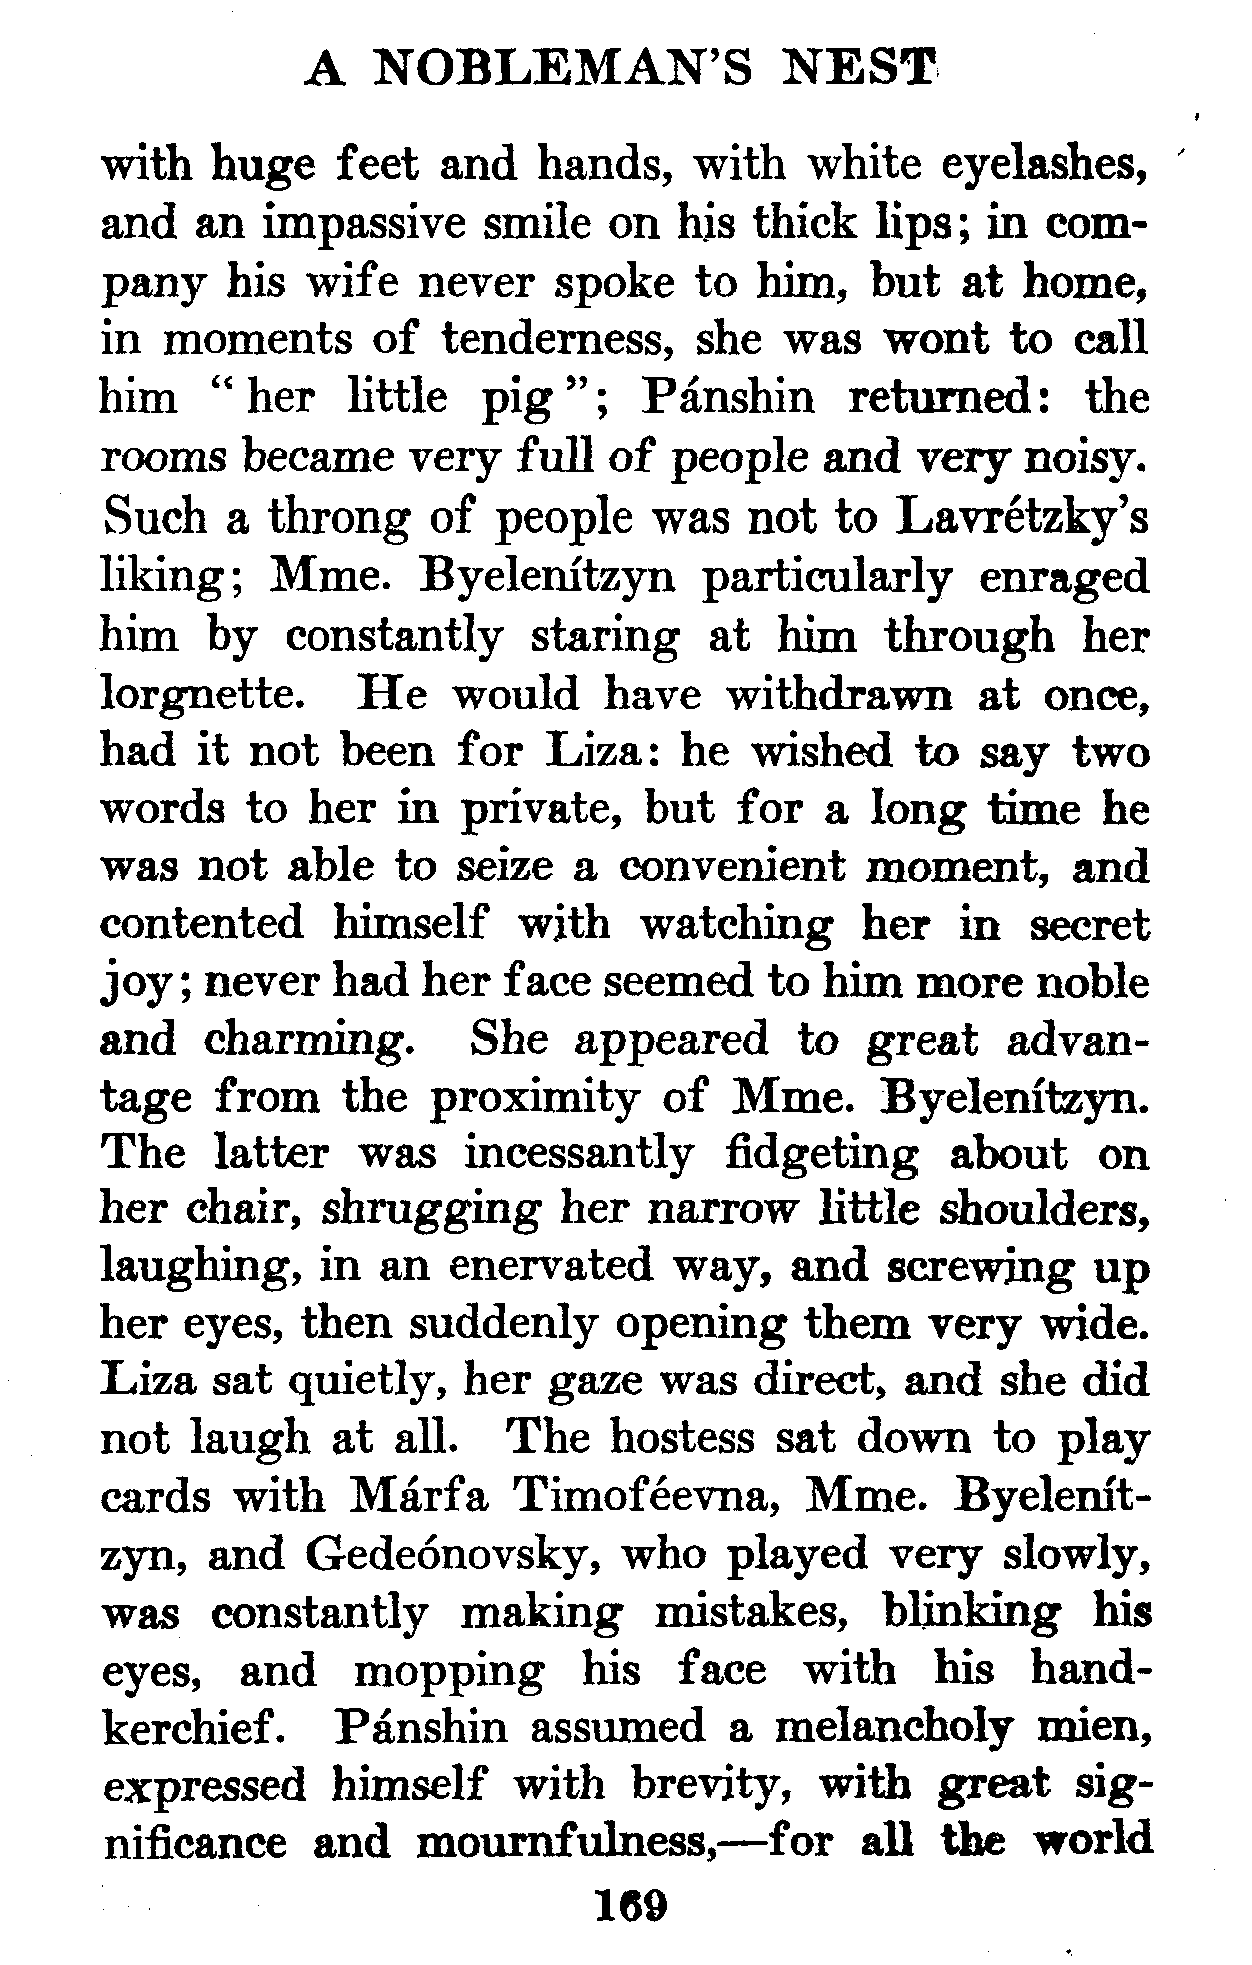 A NOBLEMAN'S NEST
with huge feet and hands, with white eyelashes,
and an impassive smile on his thick lips; in com-
pany his wife never spoke to him, but at home,
in moments of tenderness, she was wont to call
him " her little pig "; Pánshin returned: the
rooms became very full of people and very noisy.
Such a throng of people was not to Lavrétzky's
liking; Mme. Byelenítzyn particularly enraged
him by constantly staring at him through her
lorgnette. He would have withdrawn at once,
had it not been for Liza: he wished to say two
words to her in private, but for a long time he
was not able to seize a convenient moment, and
contented himself with watching her in secret
joy; never had her face seemed to him more noble
and charming. She appeared to great advan-
tage from the proximity of Mme. Byelenítzyn.
The latter was incessantly fidgeting about on
her chair, shrugging her narrow little shoulders,
laughing, in an enervated way, and screwing up
her eyes, then suddenly opening them very wide.
Liza sat quietly, her gaze was direct, and she did
not laugh at all. The hostess sat down to play
cards with Márfa Timoféevna, Mme. Byelenít-
zyn, and Gedeónovsky, who played very slowly,
was constantly making mistakes, blinking his
eyes, and mopping his face with his hand-
kerchief. Pánshin assumed a melancholy mien,
expressed himself with brevity, with great sig-
nificance and mournfulness,—for all the world
169